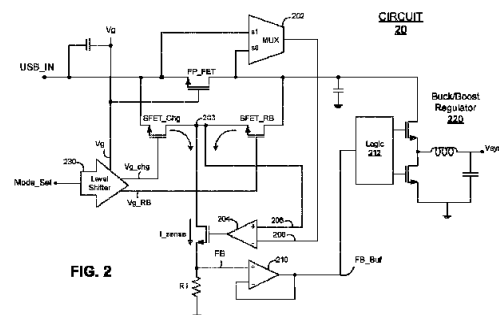 CIRCUIT
20
Vg
202
s1
MUX
s0
USB_IN
FP_FET
Buck/Boost
Regulator
220
SFET_Chg
203
SFET_RB
Vg
230
Level
Shifter
Vg_chg
Vg_RB
Mode_Sel
Logic
212
Vsys
204
206
208
I_sense
FB
210
FB_Buf
FIG. 2